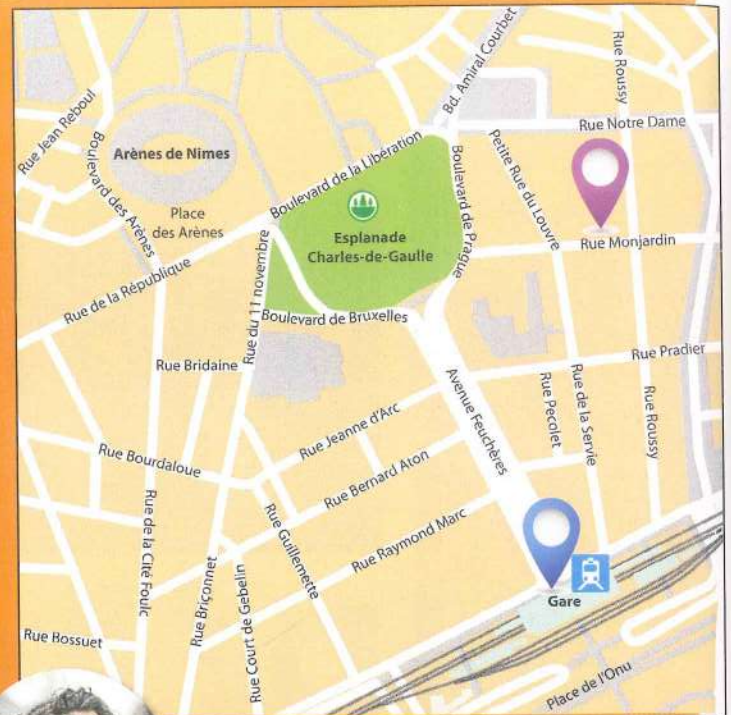 Bd. Amiral Courbet
Rue Roussy
Rue Jean Reboul
Rue Notre Dame
Arènes de Nimes
Boulevard de la Libération
Petite Rue du Louvre
Boulevard des Arènes
Boulevard de Prague
Place
des Arènes
Esplanade
Charles-de-Gaulle
Rue Monjardin
Rue de la République
Rue du 11 novembre
Boulevard de Bruxelles
Rue Bridaine
Rue Pradier
Avenue Feuchères
Rue Pecolet
Rue de la Servie
Rue Roussy
Rue Jeanne d'Arc
Rue Bourdaloue
Rue Bernard Aton
Rue de la Cité Foulc
Rue Guillemette
Rue Raymond Marc
Rue Briçonnet
Rue Court de Gebelin
Gare
Rue Bossuet
Place de l'Onu